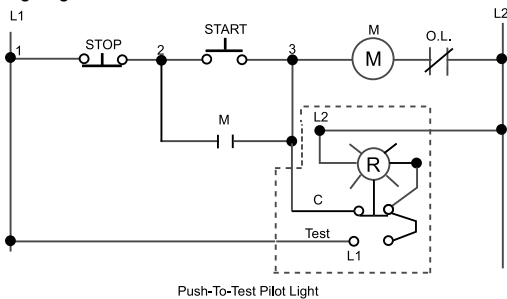 L1
L2
START
M
O.L.
1
STOP
2
3
M
M
L2
R
C
Test
L1
Push-To-Test Pilot Light